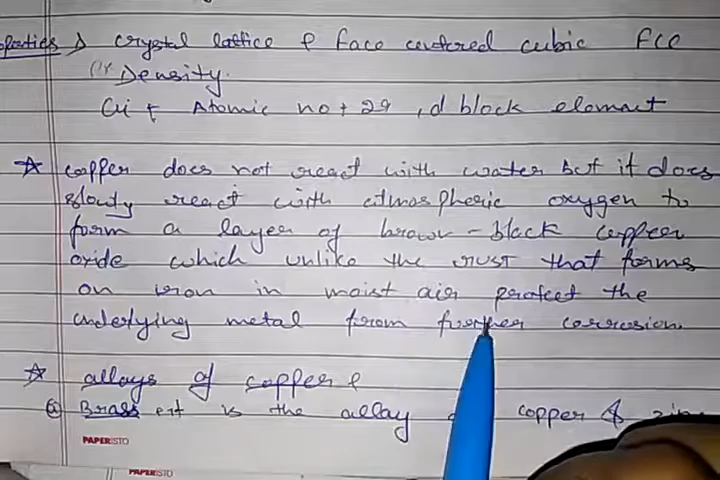 Properties → crystal lattice : face centered cubic FCC
Density.
Cu : Atomic no → 29, d block element
☆ copper does not react with water but it does
slowly react with atmospheric oxygen to
form a layer of brown-black copper
oxide which unlike the rust that forms
on iron in moist air protect the
underlying metal from further corrosion.
☆ alloys of copper :
@ Brass it is the alloy copper &
PAPERISTO
PAPERISTO